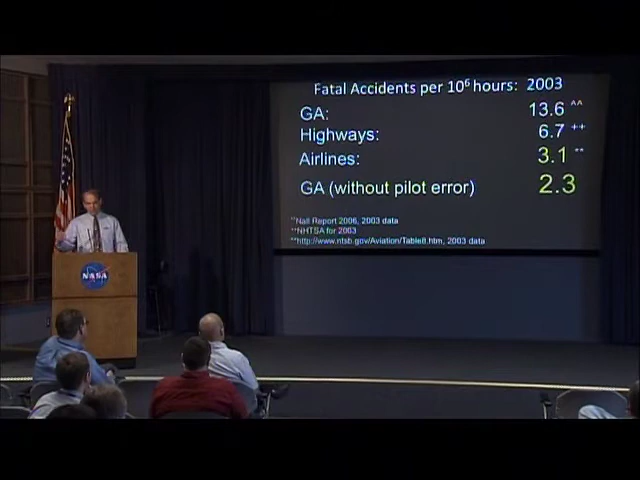 Fatal Accidents per 10⁶ hours: 2003
GA: 13.6 ^^
Highways: 6.7 ++
Airlines: 3.1 **
GA (without pilot error) 2.3
Nall Report 2006, 2003 data
NHTSA for 2003
http://www.ntsb.gov/Aviation/Table8.htm, 2003 data
NASA